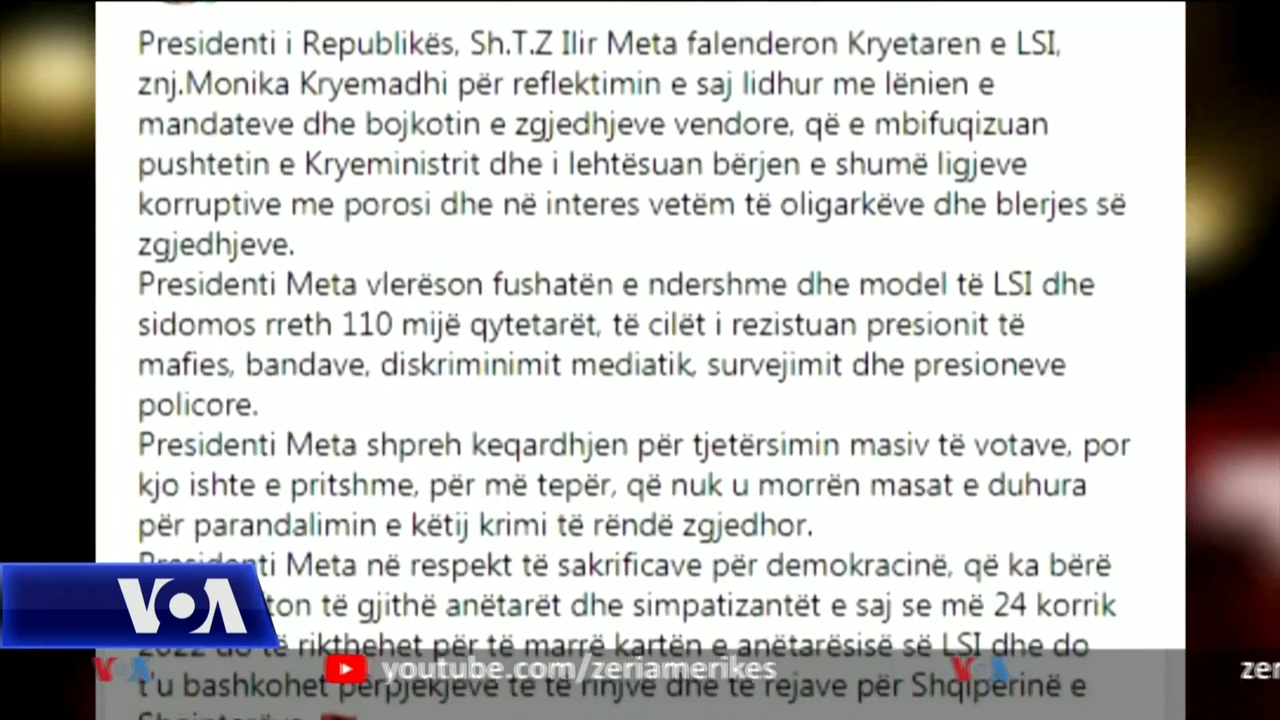 Presidenti i Republikës, Sh.T.Z Ilir Meta falenderon Kryetaren e LSI,
znj.Monika Kryemadhi për reflektimin e saj lidhur me lënien e
mandateve dhe bojkotin e zgjedhjeve vendore, që e mbifuqizuan
pushtetin e Kryeministrit dhe i lehtësuan bërjen e shumë ligjeve
korruptive me porosi dhe në interes vetëm të oligarkëve dhe blerjes së
zgjedhjeve.
Presidenti Meta vlerëson fushatën e ndershme dhe model të LSI dhe
sidomos rreth 110 mijë qytetarët, të cilët i rezistuan presionit të
mafies, bandave, diskriminimit mediatik, survejimit dhe presioneve
policore.
Presidenti Meta shpreh keqardhjen për tjetërsimin masiv të votave, por
kjo ishte e pritshme, për më tepër, që nuk u morrën masat e duhura
për parandalimin e këtij krimi të rëndë zgjedhor.
Presidenti Meta në respekt të sakrificave për demokracinë, që ka bërë
ton të gjithë anëtarët dhe simpatizantët e saj se më 24 korrik
2022 do të rikthehet për të marrë kartën e anëtarësisë së LSI dhe do
t'u bashkohet përpjekjeve të të rinjve dhe të rejave për Shqipërinë e
Shqiptarëve
VOA
VOA youtube.com/zeriamerikes VOA zer